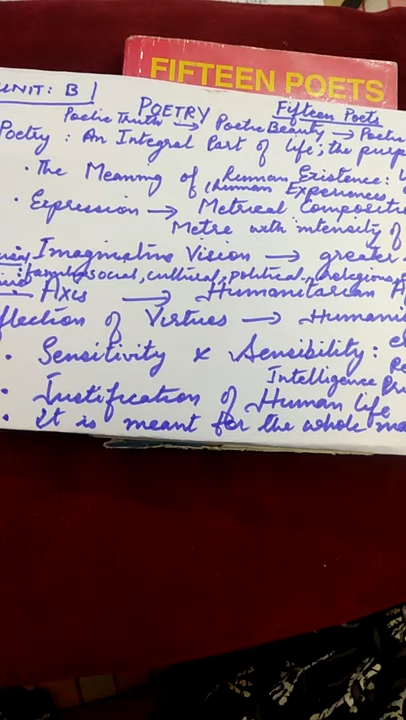 FIFTEEN POETS
UNIT: B 1
POETRY
Fifteen Poets
Poetic Truth → Poetic Beauty → Poetic
Poetry : An Integral Part of life; the purp
· The Meaning of Human Existence:
Human Experiences
· Expression → Metrical Compositi
Metre with intensity of
Imaginative Vision → greater
family, social, cultural, political, religious,
Axis → Humanitarian
flection of Virtues → Humani
· Sensitivity & Sensibility:
Intelligence
· Justification of Human life
· it is meant for the whole ma